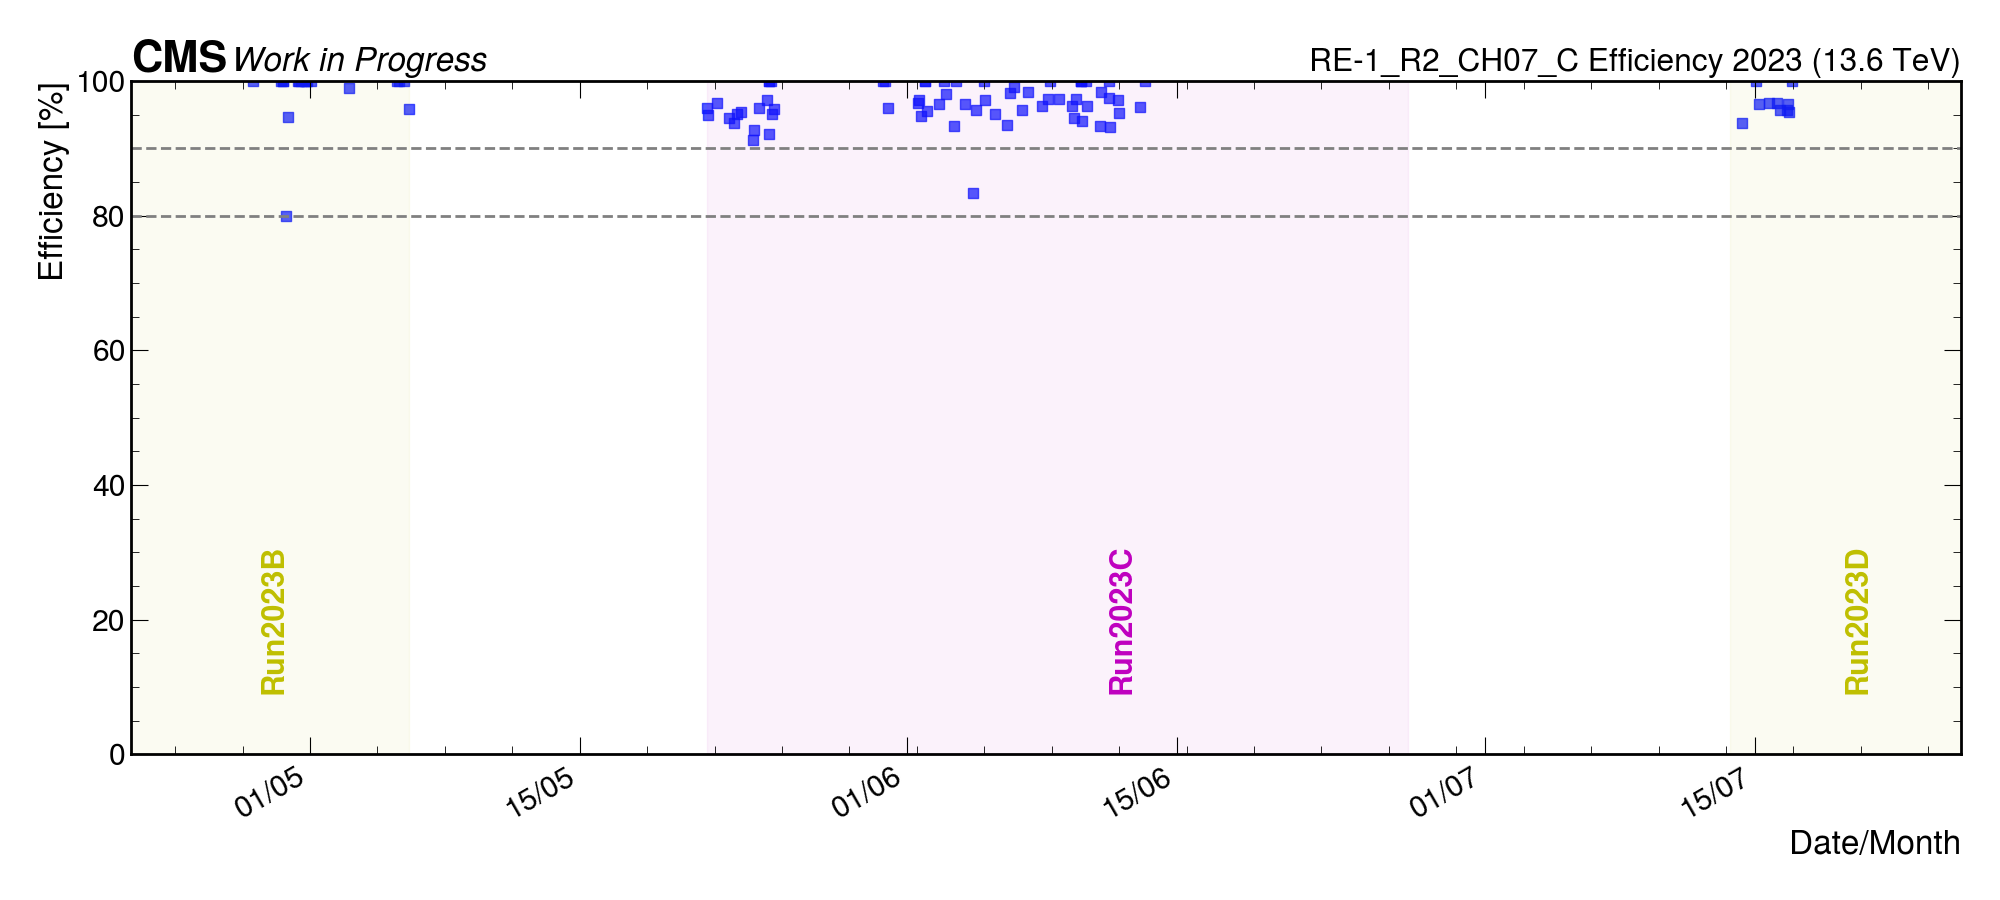 CMS Work in Progress
RE-1_R2_CH07_C Efficiency 2023 (13.6 TeV)
Efficiency [%]
100
80
60
40
20
0
Run2023B
Run2023C
Run2023D
01/05
15/05
01/06
15/06
01/07
15/07
Date/Month